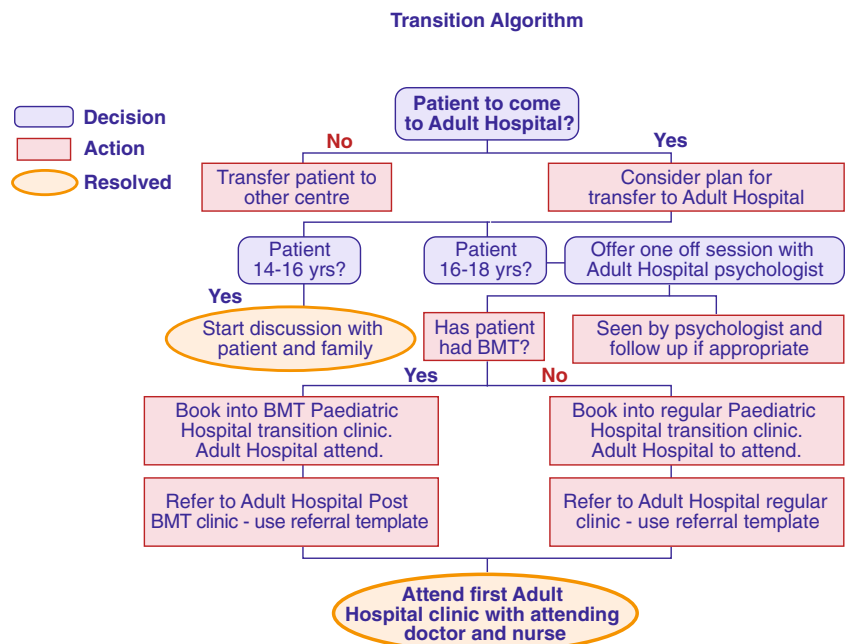 Transition Algorithm
Decision
Action
Resolved
Patient to come
to Adult Hospital?
No
Yes
Transfer patient to
other centre
Consider plan for
transfer to Adult Hospital
Patient
14-16 yrs?
Patient
16-18 yrs?
Offer one off session with
Adult Hospital psychologist
Yes
Start discussion with
patient and family
Has patient
had BMT?
Seen by psychologist and
follow up if appropriate
Yes
No
Book into BMT Paediatric
Hospital transition clinic.
Adult Hospital attend.
Book into regular Paediatric
Hospital transition clinic.
Adult Hospital to attend.
Refer to Adult Hospital Post
BMT clinic - use referral template
Refer to Adult Hospital regular
clinic - use referral template
Attend first Adult
Hospital clinic with attending
doctor and nurse